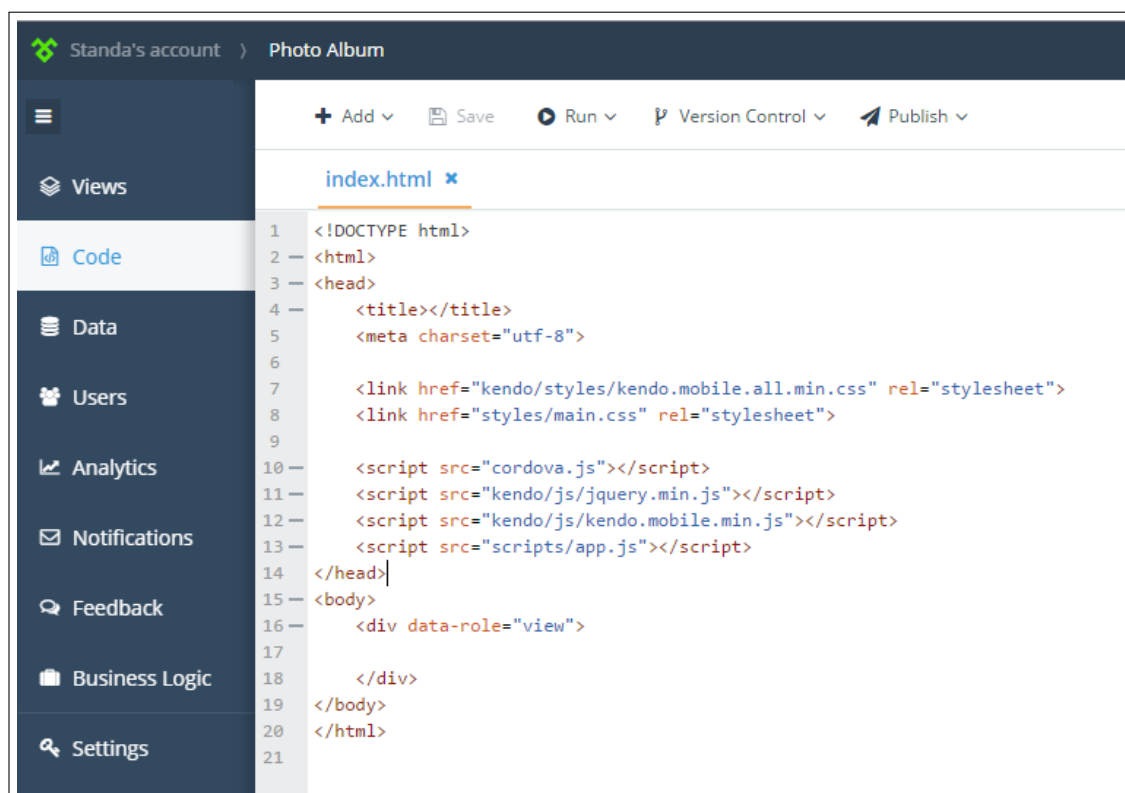 Standa's account 〉 Photo Album
Add Save Run Version Control Publish
Views
Code
Data
Users
Analytics
Notifications
Feedback
Business Logic
Settings
index.html ×
1 <!DOCTYPE html>
2 <html>
3 <head>
4     <title></title>
5     <meta charset="utf-8">
6
7     <link href="kendo/styles/kendo.mobile.all.min.css" rel="stylesheet">
8     <link href="styles/main.css" rel="stylesheet">
9
10     <script src="cordova.js"></script>
11     <script src="kendo/js/jquery.min.js"></script>
12     <script src="kendo/js/kendo.mobile.min.js"></script>
13     <script src="scripts/app.js"></script>
14 </head>
15 <body>
16     <div data-role="view">
17
18     </div>
19 </body>
20 </html>
21